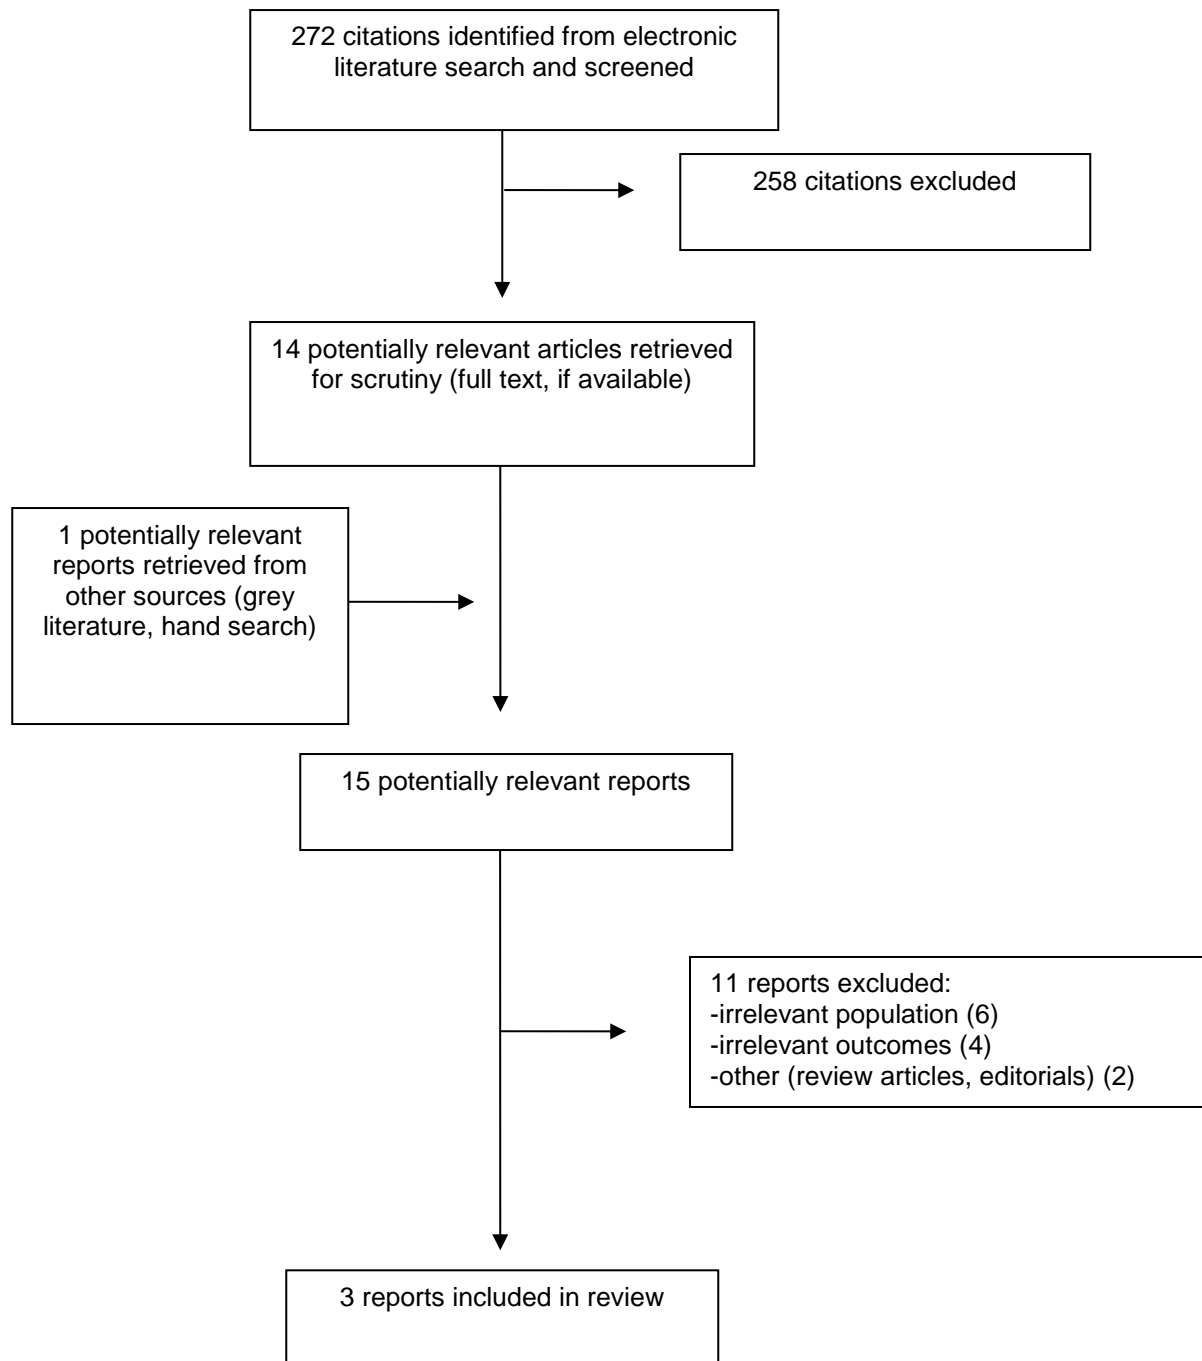 272 citations identified from electronic
literature search and screened
258 citations excluded
14 potentially relevant articles retrieved
for scrutiny (full text, if available)
1 potentially relevant
reports retrieved from
other sources (grey
literature, hand search)
15 potentially relevant reports
11 reports excluded:
-irrelevant population (6)
-irrelevant outcomes (4)
-other (review articles, editorials) (2)
3 reports included in review